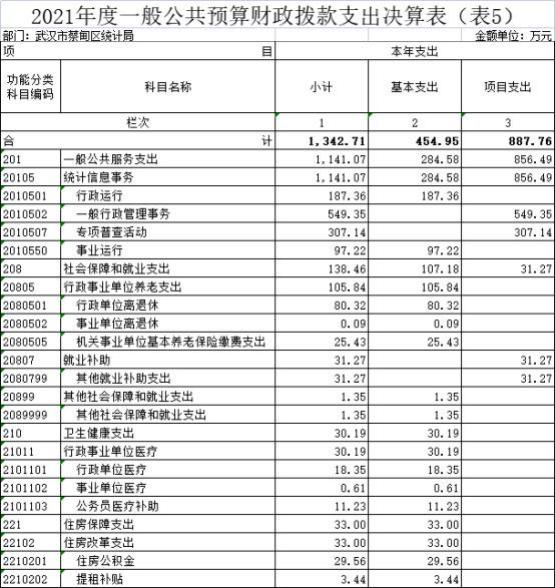 2021年度一般公共预算财政拨款支出决算表（表5）
部门：武汉市蔡甸区统计局 金额单位：万元
项 目 本年支出
功能分类科目编码 科目名称 小计 基本支出 项目支出
栏次 1 2 3
合 计 1,342.71 454.95 887.76
201 一般公共服务支出 1,141.07 284.58 856.49
20105 统计信息事务 1,141.07 284.58 856.49
2010501 行政运行 187.36 187.36
2010502 一般行政管理事务 549.35 549.35
2010507 专项普查活动 307.14 307.14
2010550 事业运行 97.22 97.22
208 社会保障和就业支出 138.46 107.18 31.27
20805 行政事业单位养老支出 105.84 105.84
2080501 行政单位离退休 80.32 80.32
2080502 事业单位离退休 0.09 0.09
2080505 机关事业单位基本养老保险缴费支出 25.43 25.43
20807 就业补助 31.27 31.27
2080799 其他就业补助支出 31.27 31.27
20899 其他社会保障和就业支出 1.35 1.35
2089999 其他社会保障和就业支出 1.35 1.35
210 卫生健康支出 30.19 30.19
21011 行政事业单位医疗 30.19 30.19
2101101 行政单位医疗 18.35 18.35
2101102 事业单位医疗 0.61 0.61
2101103 公务员医疗补助 11.23 11.23
221 住房保障支出 33.00 33.00
22102 住房改革支出 33.00 33.00
2210201 住房公积金 29.56 29.56
2210202 提租补贴 3.44 3.44